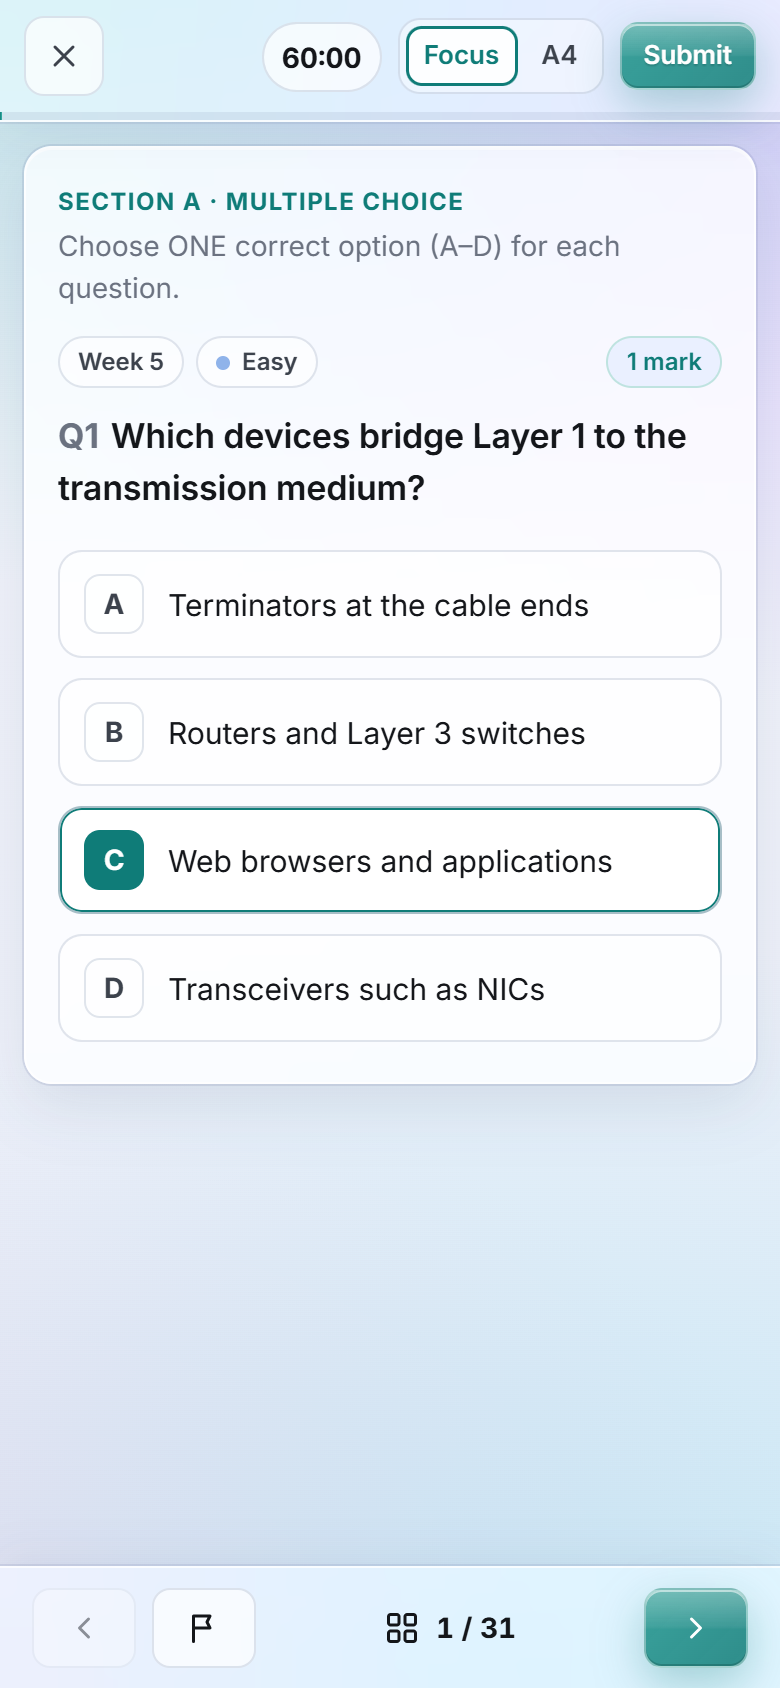 60:00
Focus
A4
Submit
SECTION A · MULTIPLE CHOICE
Choose ONE correct option (A–D) for each
question.
Week 5
Easy
1 mark
Q1 Which devices bridge Layer 1 to the
transmission medium?
A Terminators at the cable ends
B Routers and Layer 3 switches
C Web browsers and applications
D Transceivers such as NICs
1 / 31